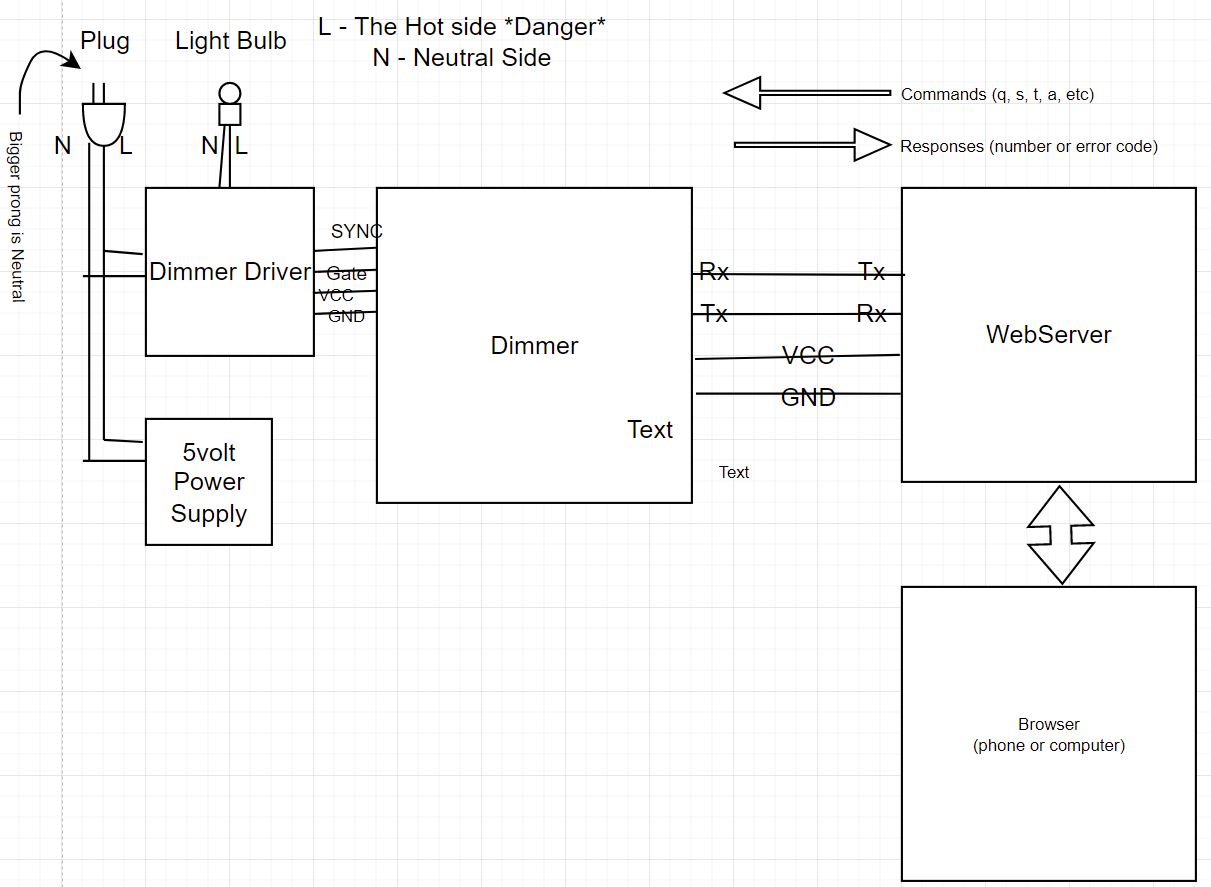 L - The Hot side *Danger*
N - Neutral Side
Plug
Light Bulb
Commands (q, s, t, a, etc)
Responses (number or error code)
N
L
N
L
Bigger prong is Neutral
SYNC
Dimmer Driver
Gate
VCC
GND
Rx
Tx
Tx
Rx
VCC
GND
WebServer
Dimmer
Text
Text
5volt
Power
Supply
Browser
(phone or computer)